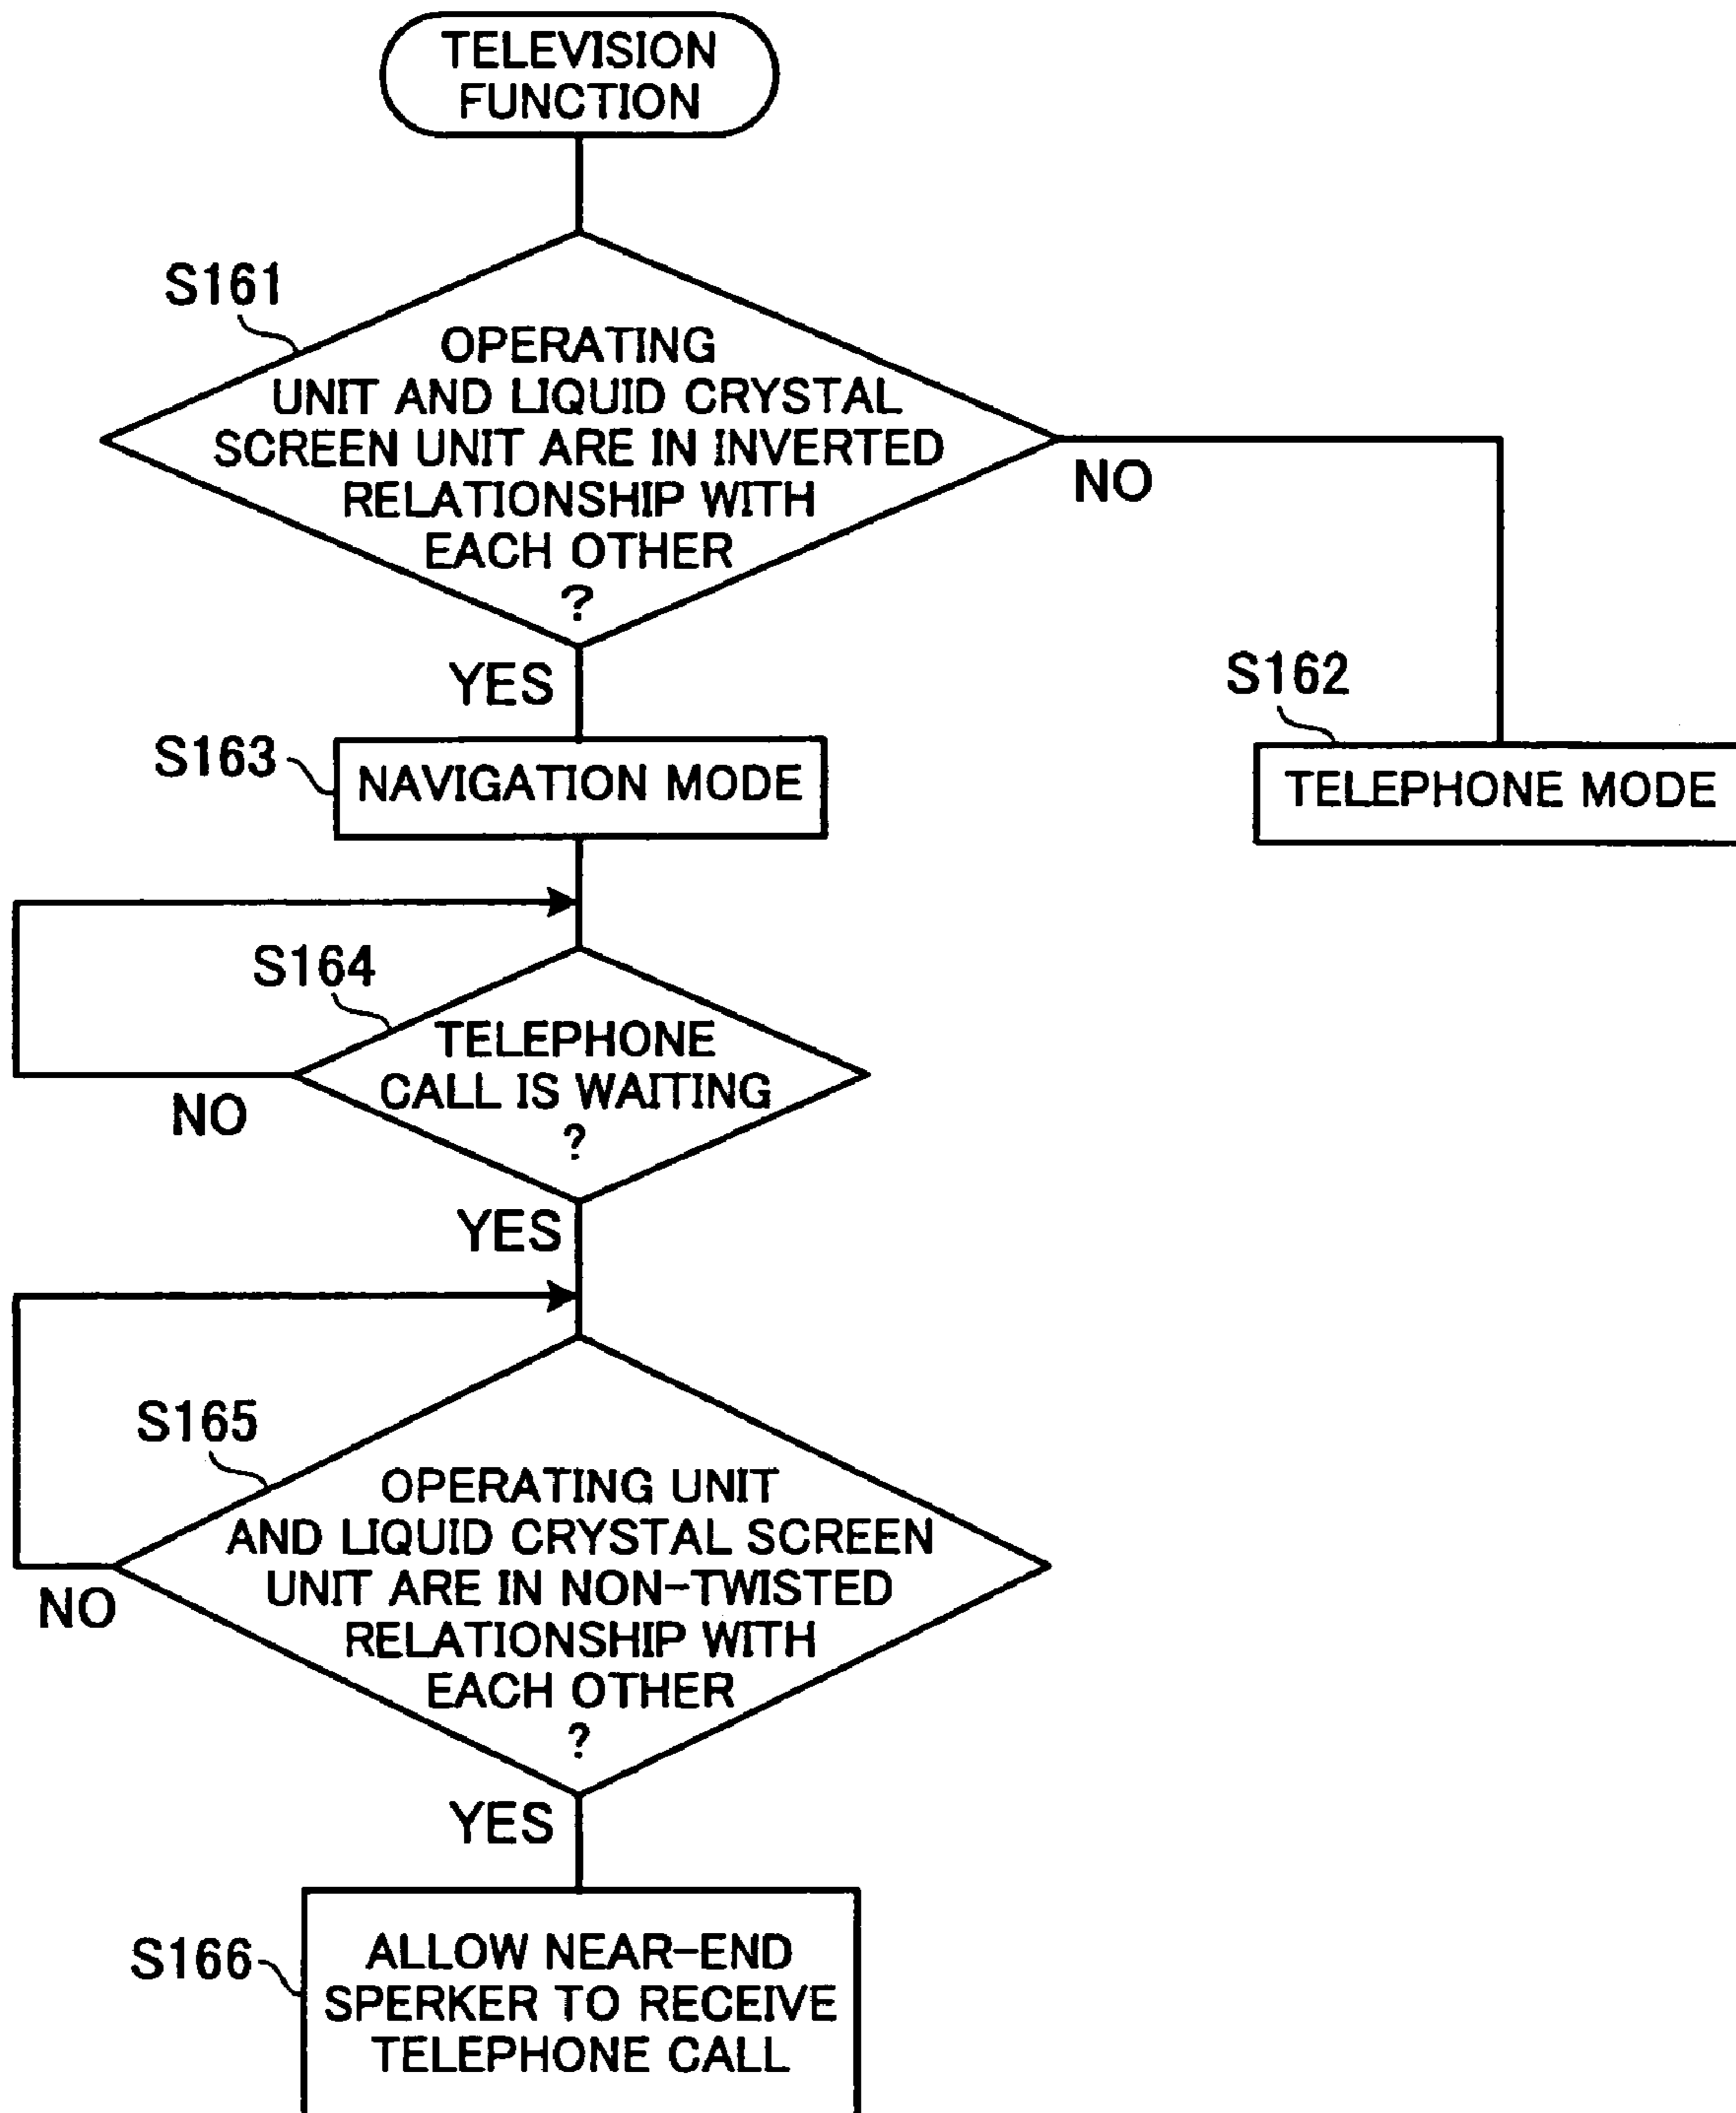 TELEVISION
FUNCTION
S161
OPERATING
UNIT AND LIQUID CRYSTAL
SCREEN UNIT ARE IN INVERTED
RELATIONSHIP WITH
EACH OTHER
?
NO
YES
S162
TELEPHONE MODE
S163
NAVIGATION MODE
S164
TELEPHONE
CALL IS WAITING
?
NO
YES
S165
OPERATING UNIT
AND LIQUID CRYSTAL SCREEN
UNIT ARE IN NON-TWISTED
RELATIONSHIP WITH
EACH OTHER
?
NO
YES
S166
ALLOW NEAR-END
SPERKER TO RECEIVE
TELEPHONE CALL